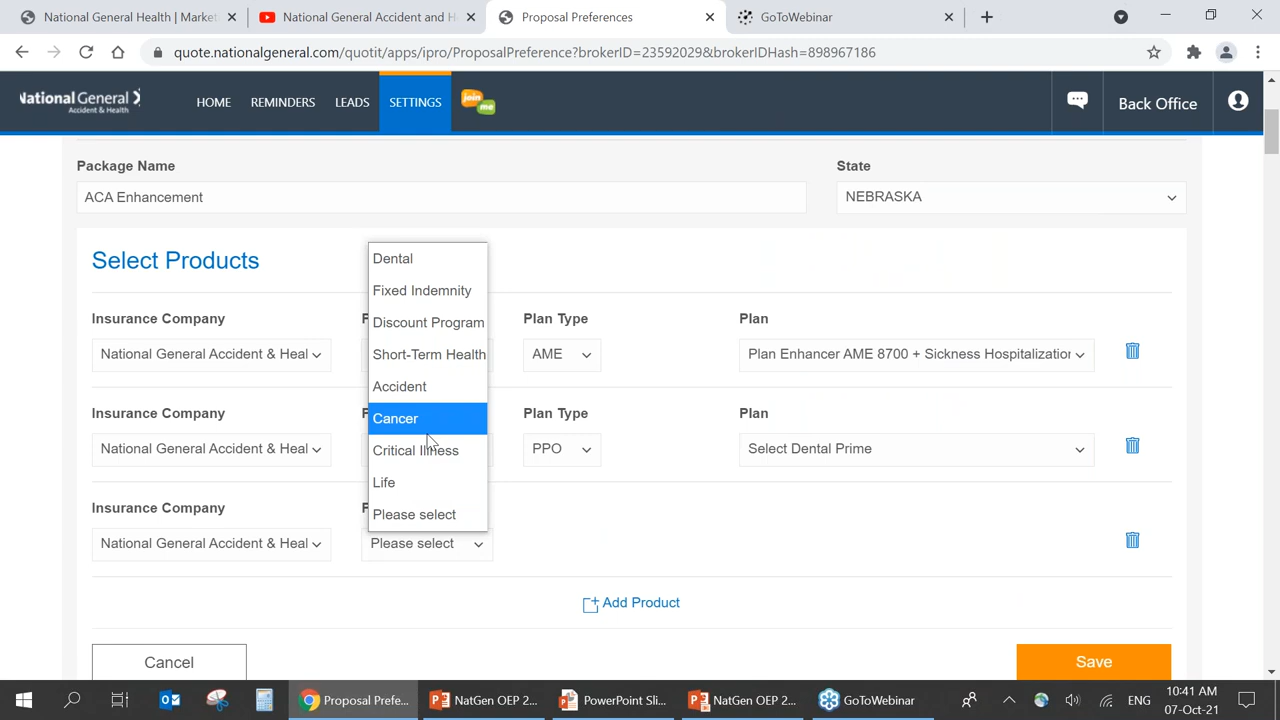 National General Health | Market
National General Accident and H
Proposal Preferences
GoToWebinar
quote.nationalgeneral.com/quotit/apps/ipro/ProposalPreference?brokerID=23592029&brokerIDHash=898967186
National General
Accident & Health
HOME
REMINDERS
LEADS
SETTINGS
join me
Back Office
Package Name
State
ACA Enhancement
NEBRASKA
Select Products
Dental
Fixed Indemnity
Discount Program
Short-Term Health
Accident
Cancer
Critical Illness
Life
Please select
Insurance Company
Plan Type
Plan
National General Accident & Heal
AME
Plan Enhancer AME 8700 + Sickness Hospitalization
Insurance Company
Plan Type
Plan
National General Accident & Heal
PPO
Select Dental Prime
Insurance Company
National General Accident & Heal
Please select
Add Product
Cancel
Save
Proposal Prefe...
NatGen OEP 2...
PowerPoint Sli...
NatGen OEP 2...
GoToWebinar
ENG
10:41 AM
07-Oct-21